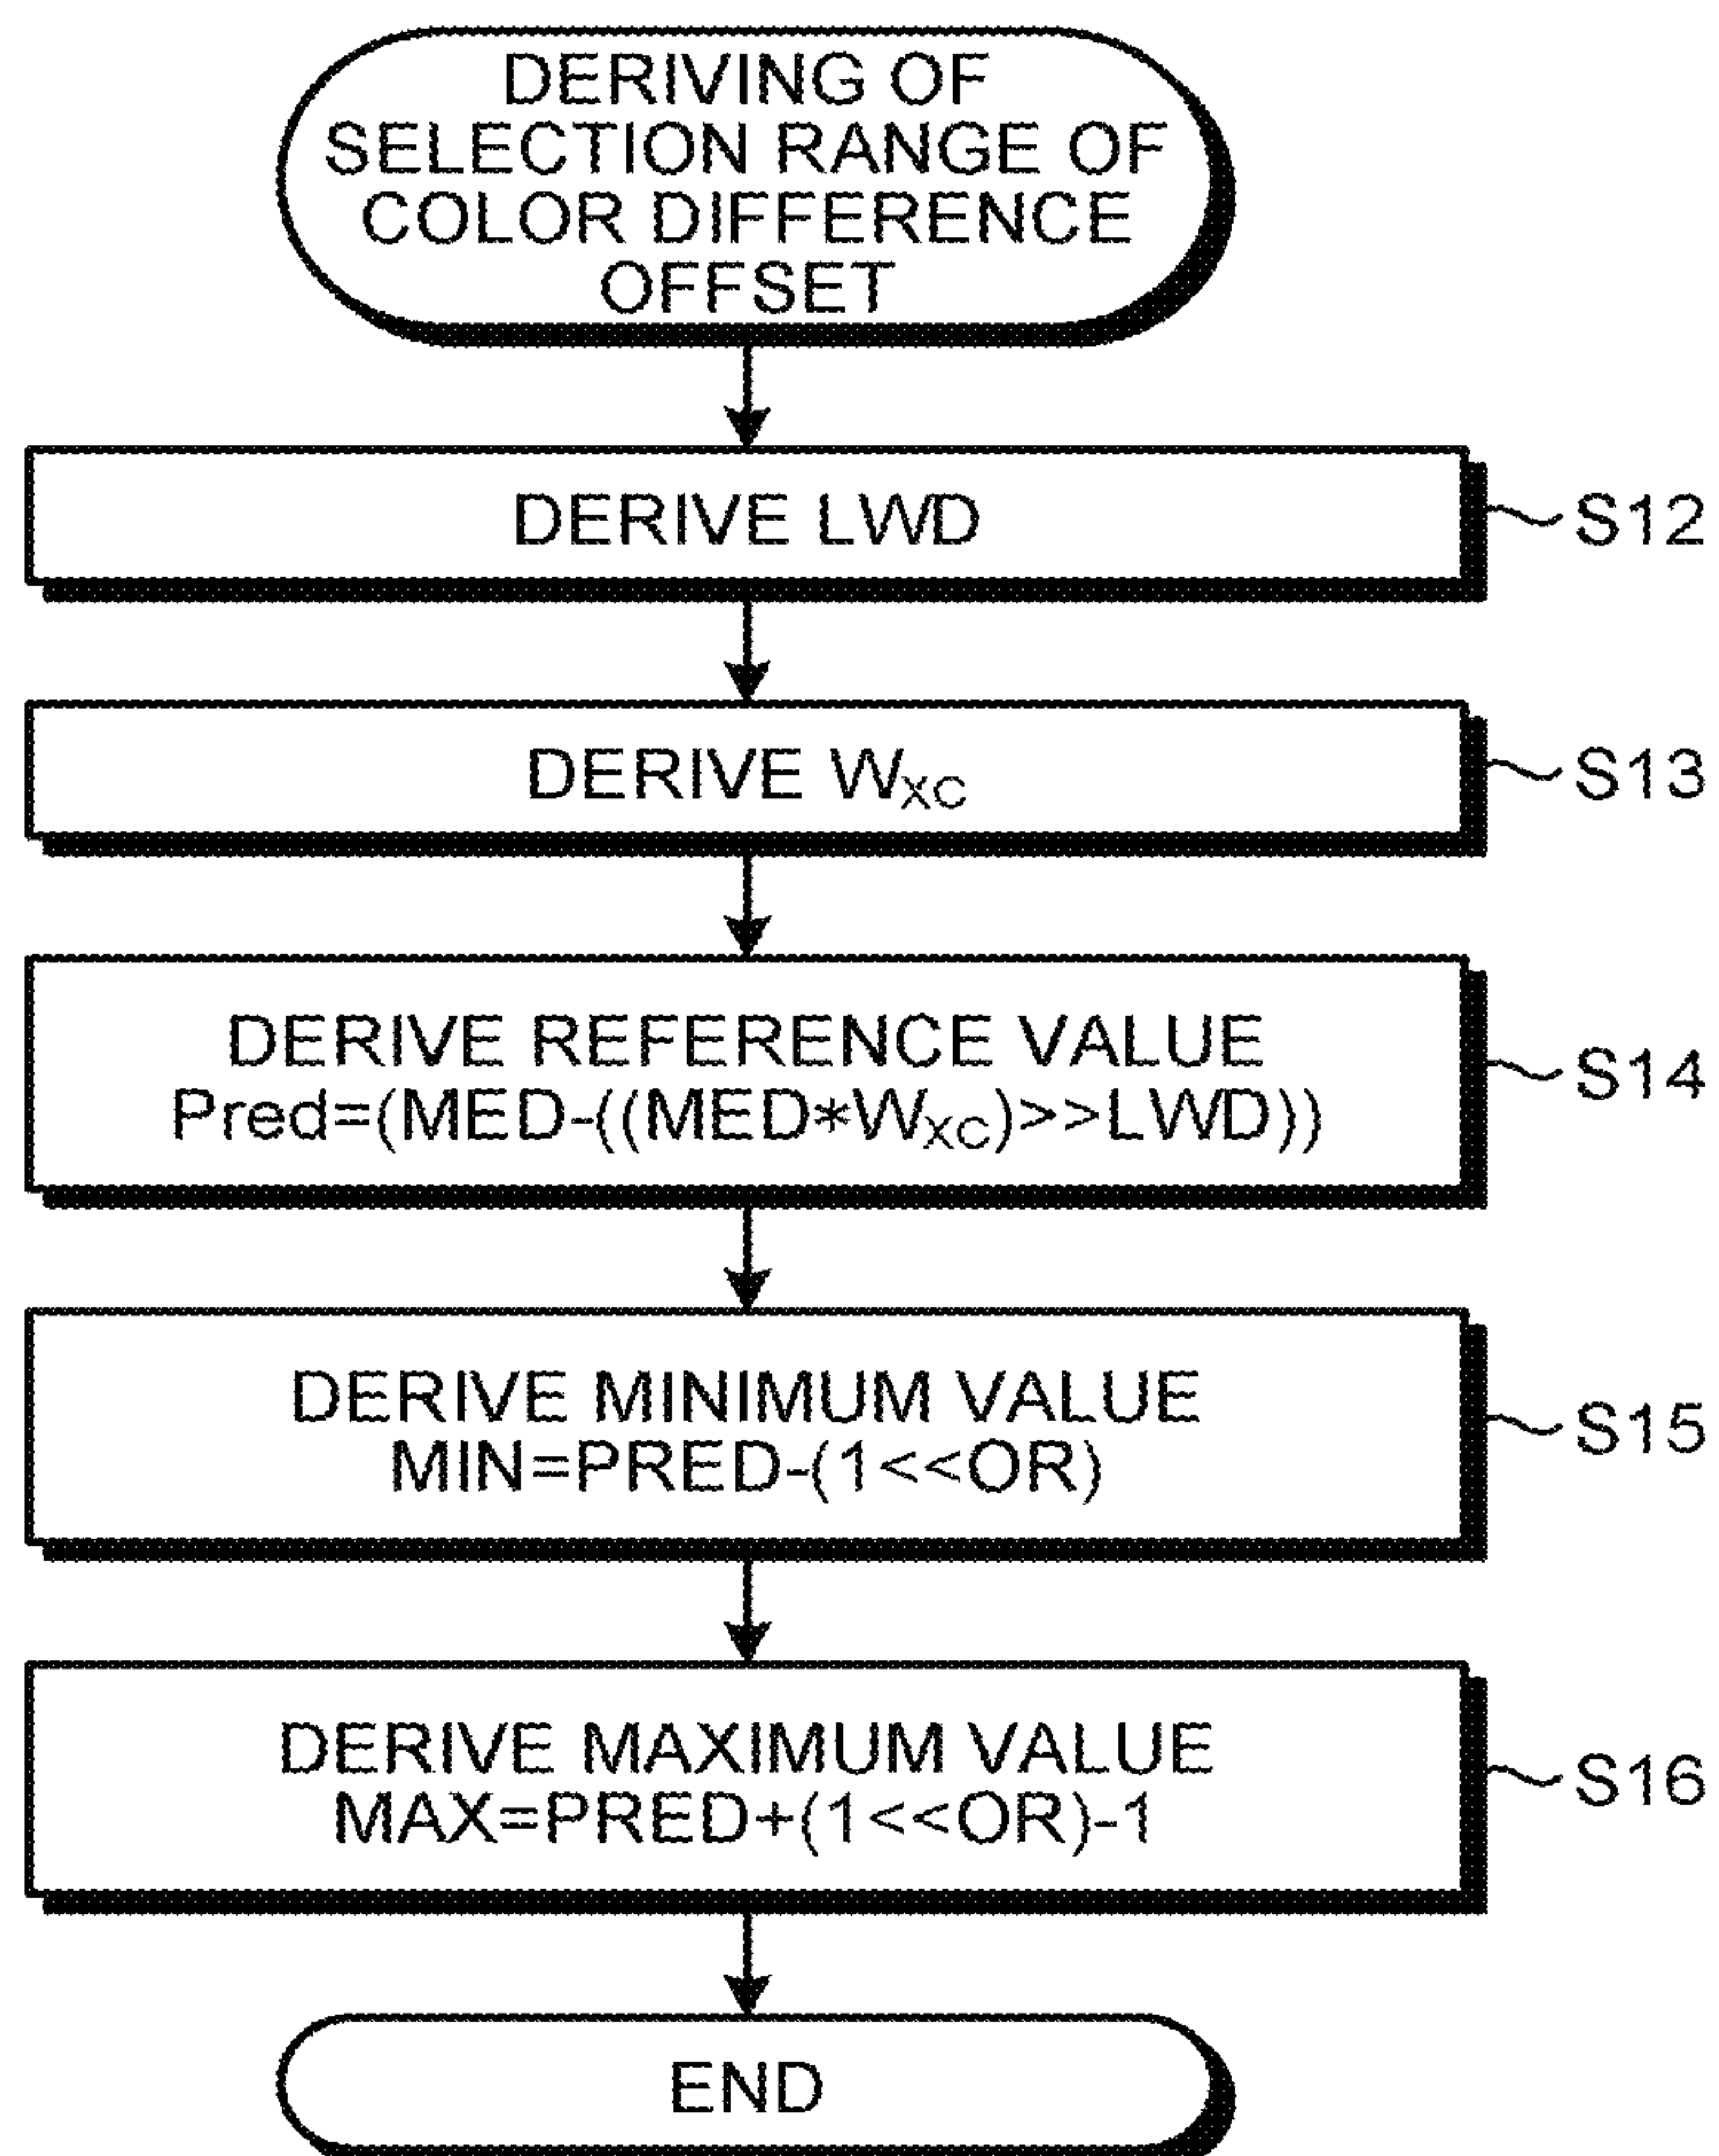 DERIVING OF
SELECTION RANGE OF
COLOR DIFFERENCE
OFFSET
DERIVE LWD
S12
DERIVE WXC
S13
DERIVE REFERENCE VALUE
Pred=(MED-((MED*WXC)>>LWD))
S14
DERIVE MINIMUM VALUE
MIN=PRED-(1<<OR)
S15
DERIVE MAXIMUM VALUE
MAX=PRED+(1<<OR)-1
S16
END